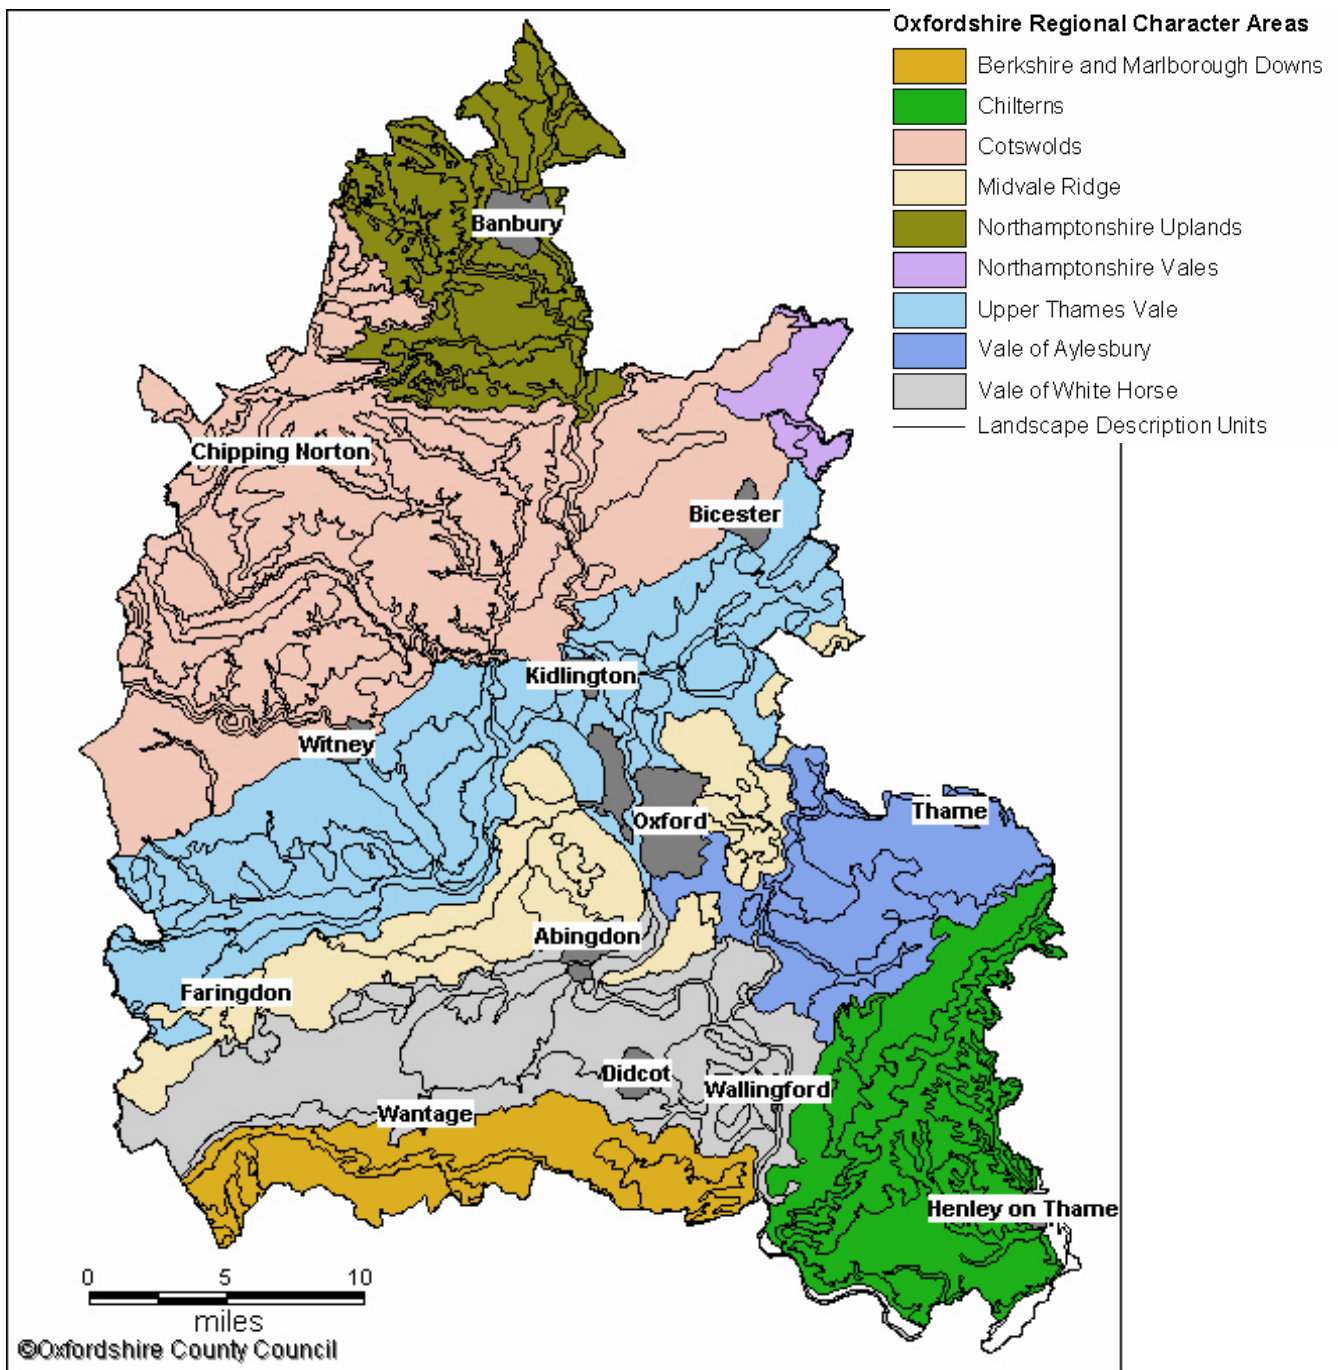 Oxfordshire Regional Character Areas
Berkshire and Marlborough Downs
Chilterns
Cotswolds
Midvale Ridge
Northamptonshire Uplands
Northamptonshire Vales
Upper Thames Vale
Vale of Aylesbury
Vale of White Horse
Landscape Description Units
Banbury
Chipping Norton
Bicester
Kidlington
Witney
Oxford
Thame
Abingdon
Faringdon
Didcot
Wallingford
Wantage
Henley on Thame
0 5 10
miles
©Oxfordshire County Council